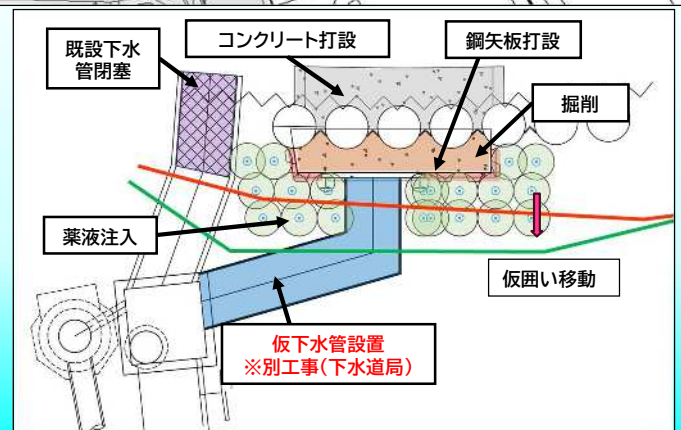 既設下水
管閉塞
コンクリート打設
鋼矢板打設
掘削
薬液注入
仮囲い移動
仮下水管設置
※別工事(下水道局)